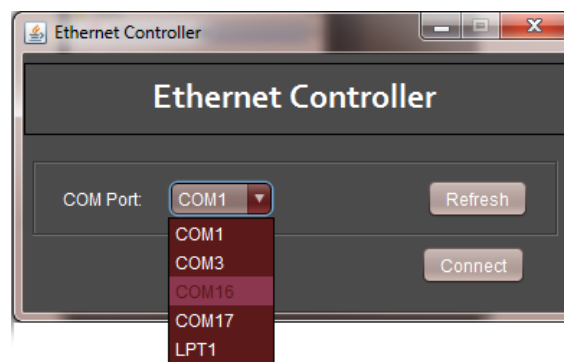 Ethernet Controller
Ethernet Controller
COM Port: COM1 Refresh
COM1
COM3
Connect
COM16
COM17
LPT1